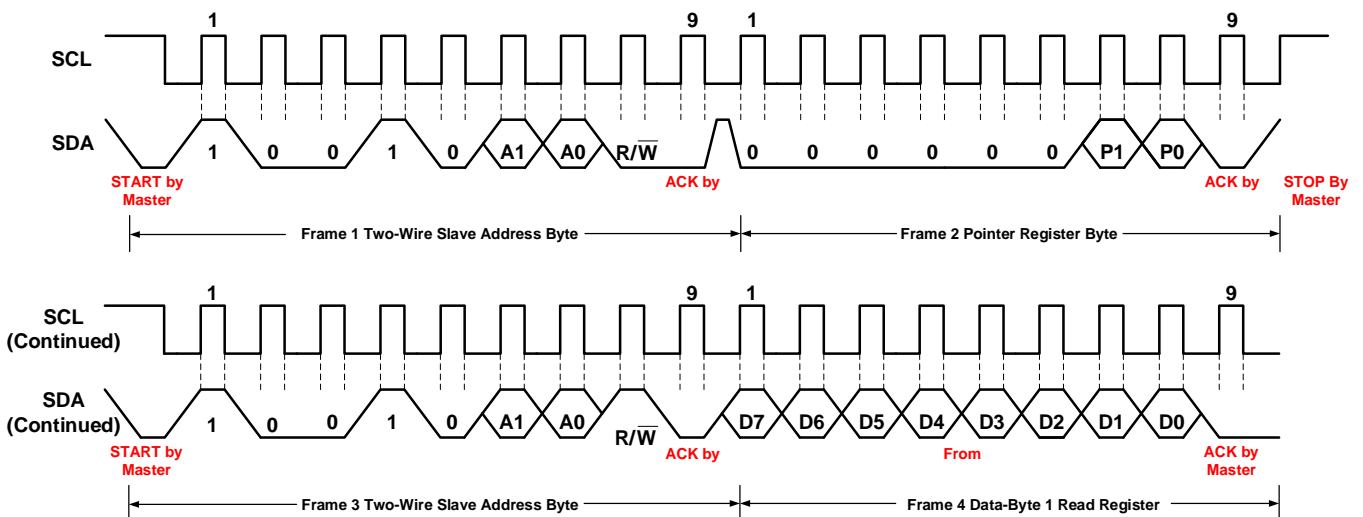 1 9 1 9
SCL
SDA
1 0 0 1 0 A1 A0 R/W̅ 0 0 0 0 0 0 P1 P0
START by
Master
ACK by
ACK by
STOP By
Master
Frame 1 Two-Wire Slave Address Byte
Frame 2 Pointer Register Byte
1 9 1 9
SCL
(Continued)
SDA
(Continued)
1 0 0 1 0 A1 A0 R/W̅ D7 D6 D5 D4 D3 D2 D1 D0
START by
Master
ACK by
From
ACK by
Master
Frame 3 Two-Wire Slave Address Byte
Frame 4 Data-Byte 1 Read Register